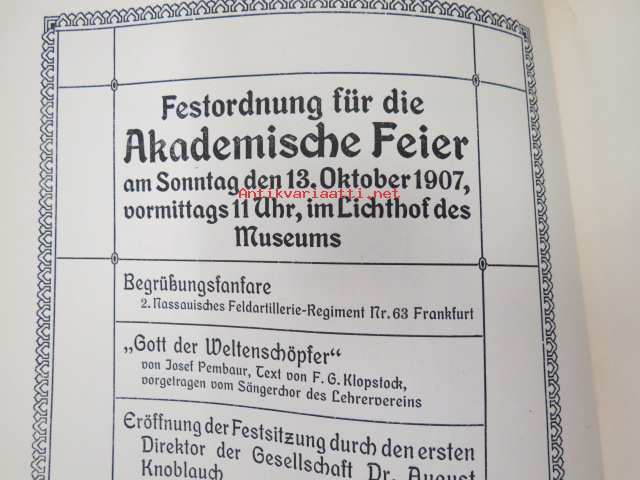 Festordnung für die
Akademische Feier
am Sonntag den 13. Oktober 1907,
Antikvariaatti.net
vormittags 11 Uhr, im Lichthof des
Museums
Begrüßungsfanfare
2. Nassauisches Feldartillerie-Regiment Nr. 63 Frankfurt
„Gott der Weltenschöpfer“
von Josef Pembaur, Text von F. G. Klopstock,
vorgetragen vom Sängerchor des Lehrervereins
Eröffnung der Festsitzung durch den ersten
Direktor der Gesellschaft Dr. August
Knoblauch